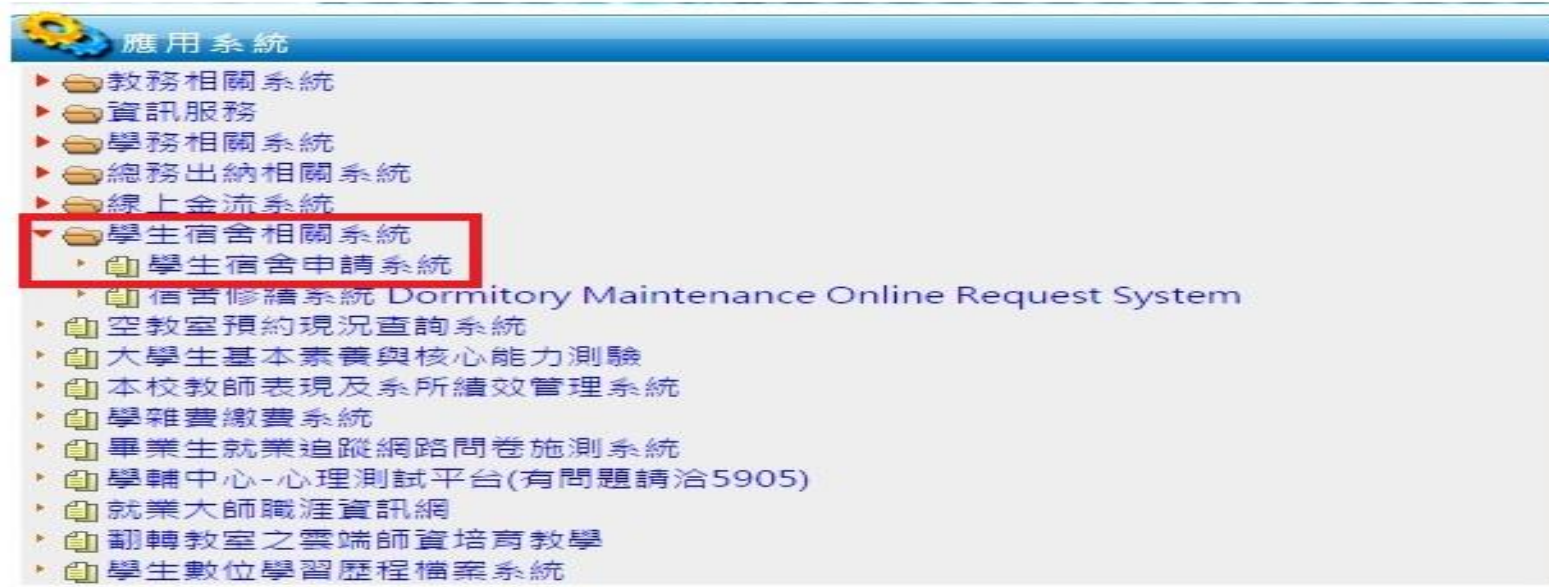 應用系統
教務相關系統
資訊服務
學務相關系統
總務出納相關系統
線上金流系統
學生宿舍相關系統
學生宿舍申請系統
宿舍修繕系統 Dormitory Maintenance Online Request System
空教室預約現況查詢系統
大學生基本素養與核心能力測驗
本校教師表現及系所績效管理系統
學雜費繳費系統
畢業生就業追蹤網路問卷施測系統
學輔中心-心理測試平台(有問題請洽5905)
就業大師職涯資訊網
翻轉教室之雲端師資培育教學
學生數位學習歷程檔案系統